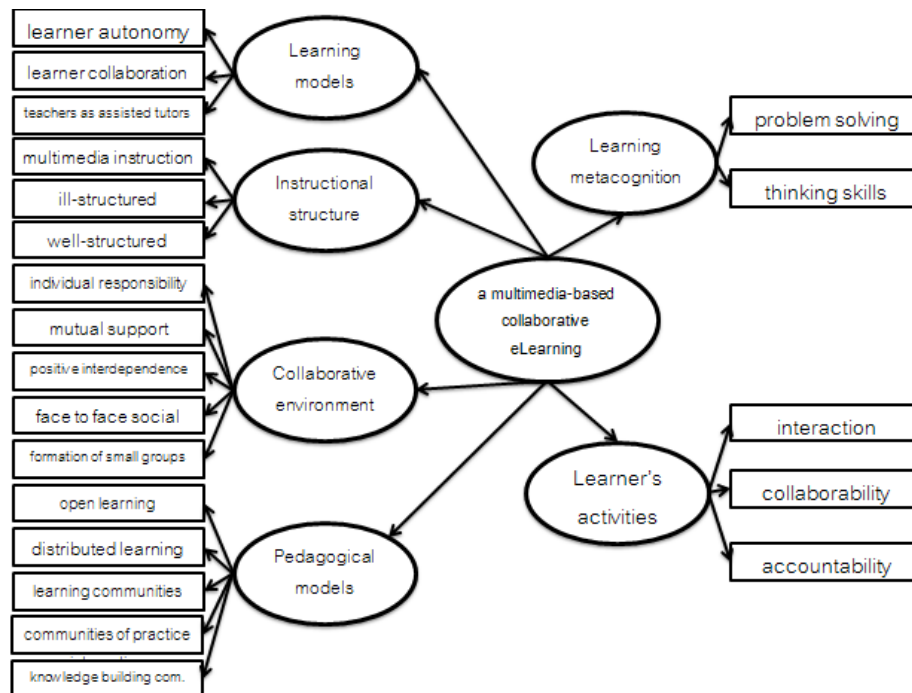 learner autonomy
learner collaboration
teachers as assisted tutors
Learning
models
multimedia instruction
ill-structured
well-structured
Instructional
structure
individual responsibility
mutual support
positive interdependence
face to face social
formation of small groups
Collaborative
environment
open learning
distributed learning
learning communities
communities of practice
knowledge building com.
Pedagogical
models
a multimedia-based
collaborative
eLearning
Learning
metacognition
problem solving
thinking skills
Learner's
activities
interaction
collaborability
accountability